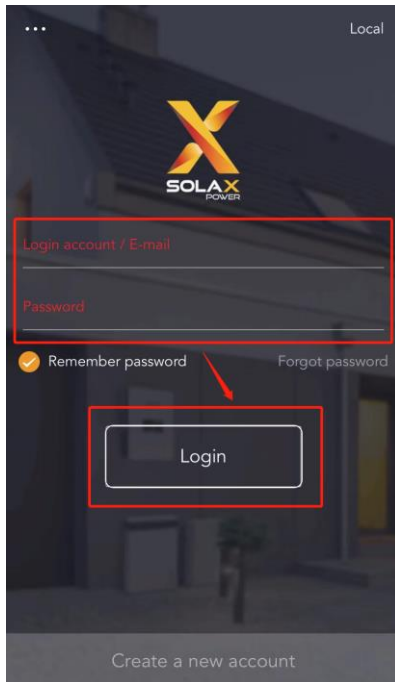 ...
Local
SOLAX
POWER
Login account / E-mail
Password
Remember password
Forgot password
Login
Create a new account